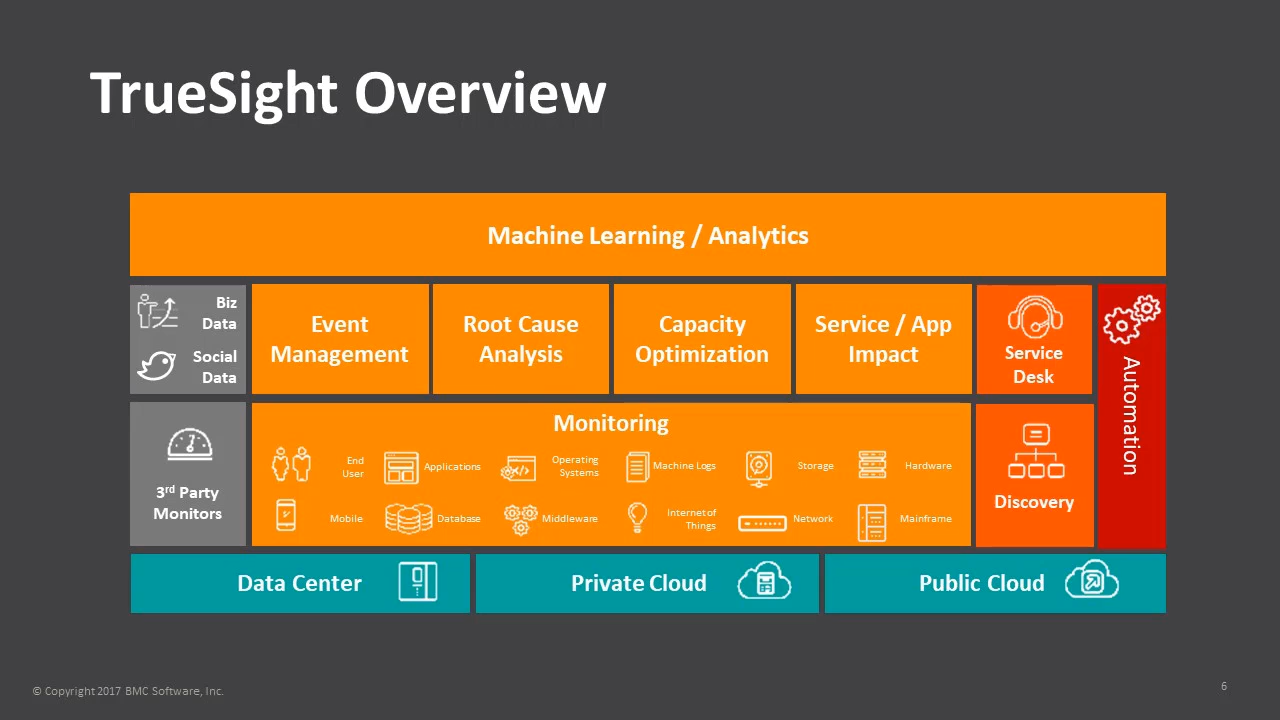 TrueSight Overview
Machine Learning / Analytics
Biz
Data
Social
Data
Event
Management
Root Cause
Analysis
Capacity
Optimization
Service / App
Impact
Service
Desk
Automation
3rd Party
Monitors
Monitoring
End
User
Applications
Operating
Systems
Machine Logs
Storage
Hardware
Mobile
Database
Middleware
Internet of
Things
Network
Mainframe
Discovery
Data Center
Private Cloud
Public Cloud
© Copyright 2017 BMC Software, Inc.
6